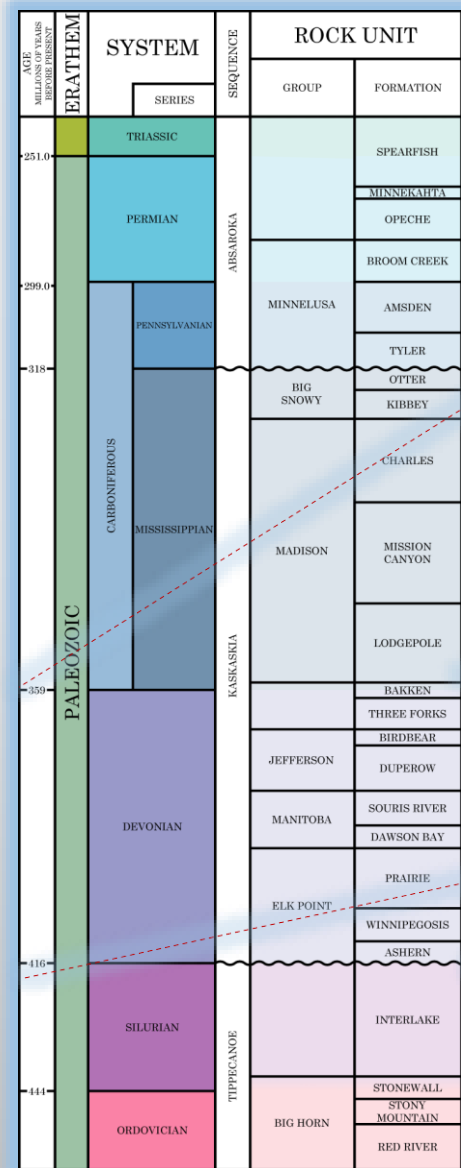 AGE
MILLIONS OF YEARS
BEFORE PRESENT
ERATHEM
SYSTEM
SERIES
SEQUENCE
ROCK UNIT
GROUP
FORMATION
TRIASSIC
SPEARFISH
251.0
MINNEKAHTA
PERMIAN
OPECHE
ABSAROKA
BROOM CREEK
299.0
MINNELUSA
AMSDEN
PENNSYLVANIAN
TYLER
318
OTTER
BIG
SNOWY
KIBBEY
CARBONIFEROUS
CHARLES
MISSISSIPPIAN
MADISON
MISSION
CANYON
LODGEPOLE
KASKASKIA
PALEOZOIC
359
BAKKEN
THREE FORKS
BIRDBEAR
JEFFERSON
DUPEROW
SOURIS RIVER
MANITOBA
DEVONIAN
DAWSON BAY
PRAIRIE
ELK POINT
WINNIPEGOSIS
ASHERN
416
INTERLAKE
SILURIAN
TIPPECANOE
444
STONEWALL
STONY
MOUNTAIN
BIG HORN
ORDOVICIAN
RED RIVER